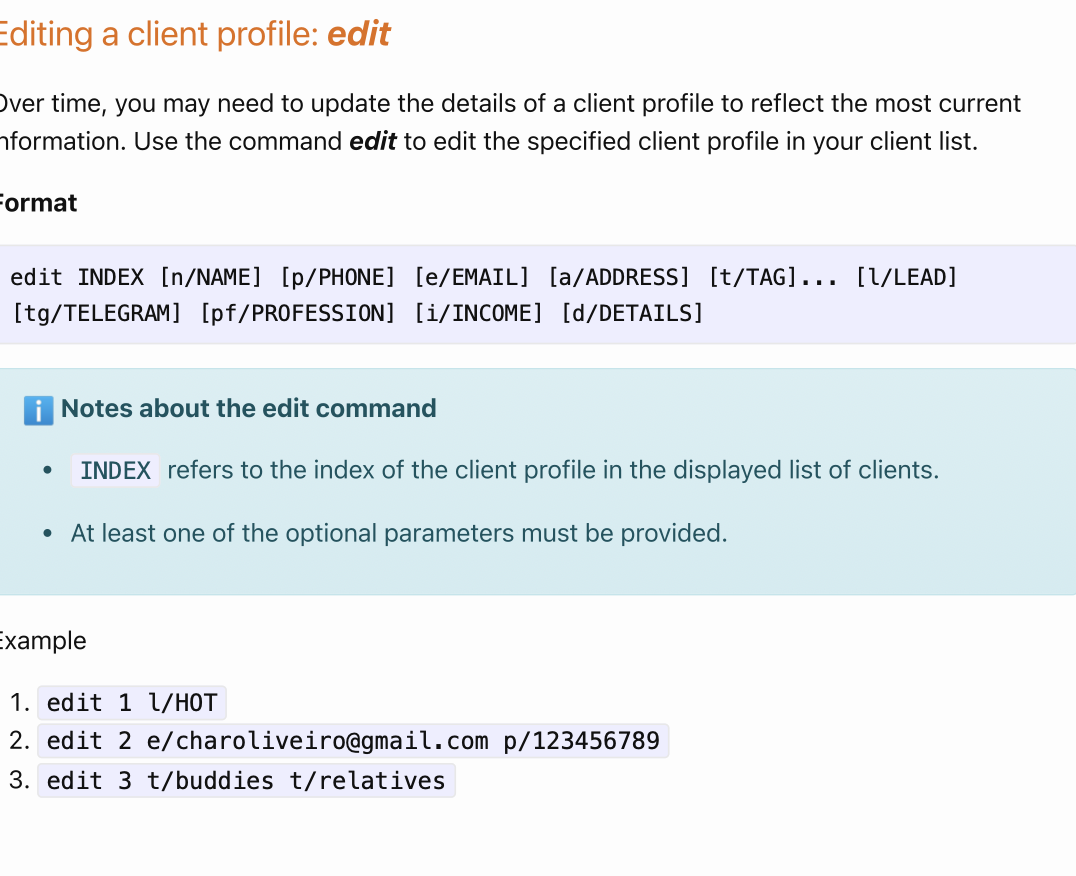 Editing a client profile: edit
Over time, you may need to update the details of a client profile to reflect the most current
information. Use the command edit to edit the specified client profile in your client list.
Format
edit INDEX [n/NAME] [p/PHONE] [e/EMAIL] [a/ADDRESS] [t/TAG]... [l/LEAD]
[tg/TELEGRAM] [pf/PROFESSION] [i/INCOME] [d/DETAILS]
ℹ️ Notes about the edit command
• INDEX refers to the index of the client profile in the displayed list of clients.
• At least one of the optional parameters must be provided.
Example
1. edit 1 l/HOT
2. edit 2 e/charoliveiro@gmail.com p/123456789
3. edit 3 t/buddies t/relatives